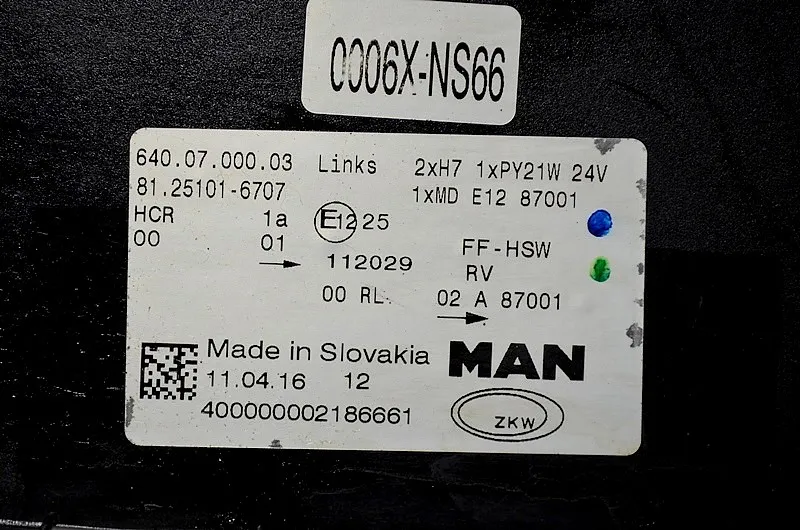 0006X-NS66
640.07.000.03 Links 2xH7 1xPY21W 24V
81.25101-6707 1xMD E12 87001
HCR 1a E12 25
00 01 FF-HSW
112029 RV
00 RL 02 A 87001
Made in Slovakia MAN
11.04.16 12
400000002186661 ZKW